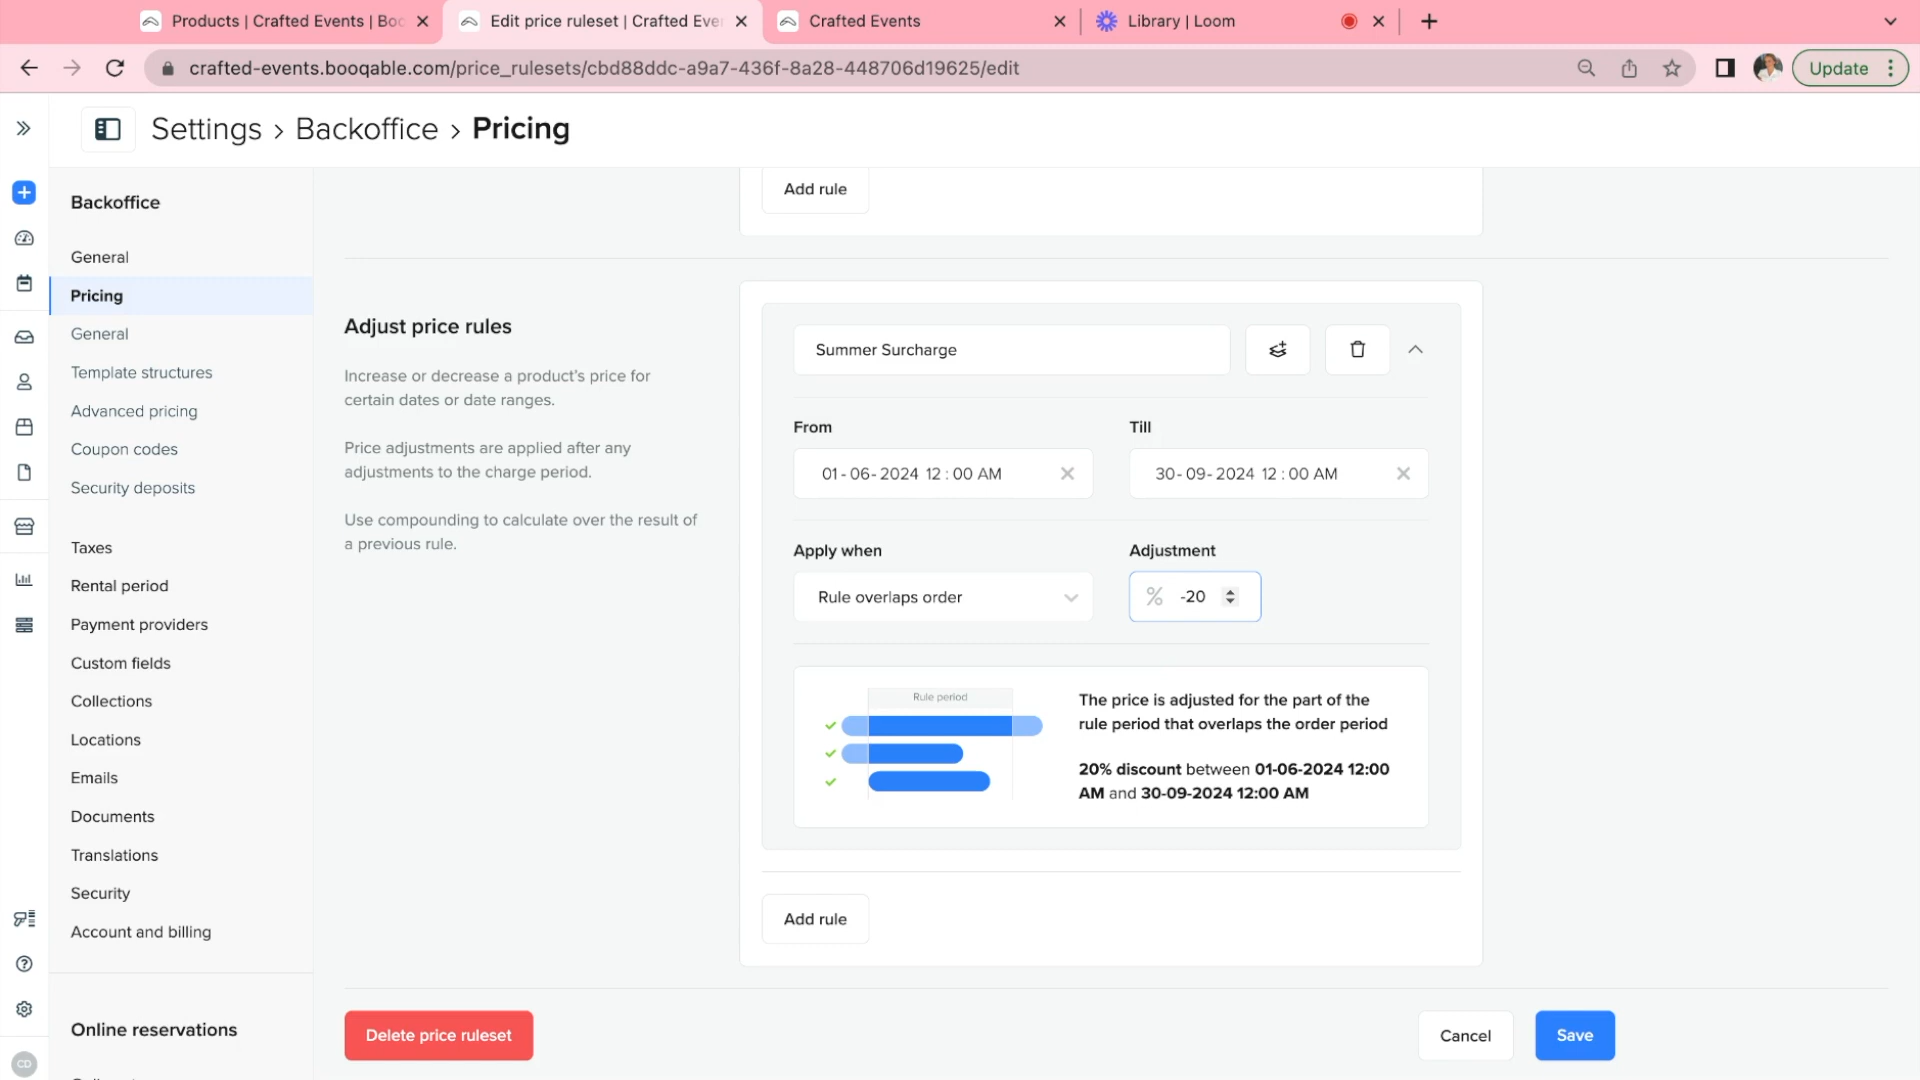 Products | Crafted Events | Boo
Edit price ruleset | Crafted Even
Crafted Events
Library | Loom
crafted-events.booqable.com/price_rulesets/cbd88ddc-a9a7-436f-8a28-448706d19625/edit
Update
Settings › Backoffice › Pricing
Backoffice
General
Pricing
General
Template structures
Advanced pricing
Coupon codes
Security deposits
Taxes
Rental period
Payment providers
Custom fields
Collections
Locations
Emails
Documents
Translations
Security
Account and billing
Online reservations
CD
Add rule
Adjust price rules
Increase or decrease a product's price for
certain dates or date ranges.
Price adjustments are applied after any
adjustments to the charge period.
Use compounding to calculate over the result of
a previous rule.
Summer Surcharge
From
Till
01-06-2024 12:00 AM
30-09-2024 12:00 AM
Apply when
Adjustment
Rule overlaps order
% -20
Rule period
The price is adjusted for the part of the
rule period that overlaps the order period
20% discount between 01-06-2024 12:00
AM and 30-09-2024 12:00 AM
Add rule
Delete price ruleset
Cancel
Save